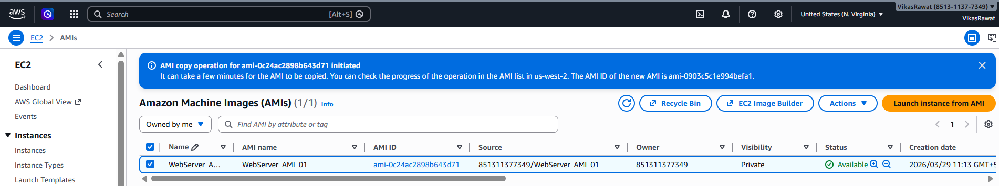 aws
Search [Alt+S]
United States (N. Virginia)
VikasRawat (8513-1137-7349)
VikasRawat
EC2 AMIs
EC2
Dashboard
AWS Global View
Events
Instances
Instances
Instance Types
Launch Templates
AMI copy operation for ami-0c24ac2898b643d71 initiated
It can take a few minutes for the AMI to be copied. You can check the progress of the operation in the AMI list in us-west-2. The AMI ID of the new AMI is ami-0903c5c1e994befa1.
Amazon Machine Images (AMIs) (1/1) Info
Recycle Bin
EC2 Image Builder
Actions
Launch instance from AMI
Owned by me
Find AMI by attribute or tag
1
Name AMI name AMI ID Source Owner Visibility Status Creation date
WebServer_A... WebServer_AMI_01 ami-0c24ac2898b643d71 851311377349/WebServer_AMI_01 851311377349 Private Available 2026/03/29 11:13 GMT+5